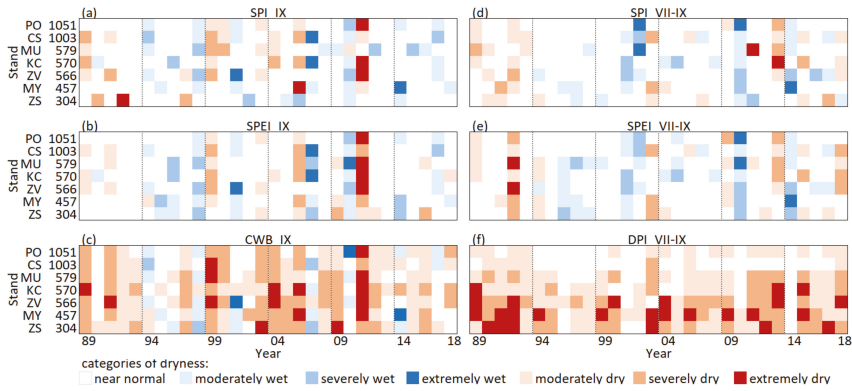 (a) SPI IX
(d) SPI VII-IX
Stand
PO 1051
CS 1003
MU 579
KC 570
ZV 566
MY 457
ZS 304
(b) SPEI IX
(e) SPEI VII-IX
Stand
PO 1051
CS 1003
MU 579
KC 570
ZV 566
MY 457
ZS 304
(c) CWB IX
(f) DPI VII-IX
Stand
PO 1051
CS 1003
MU 579
KC 570
ZV 566
MY 457
ZS 304
89 94 99 04 09 14 18
89 94 99 04 09 14 18
Year
Year
categories of dryness:
near normal moderately wet severely wet extremely wet moderately dry severely dry extremely dry